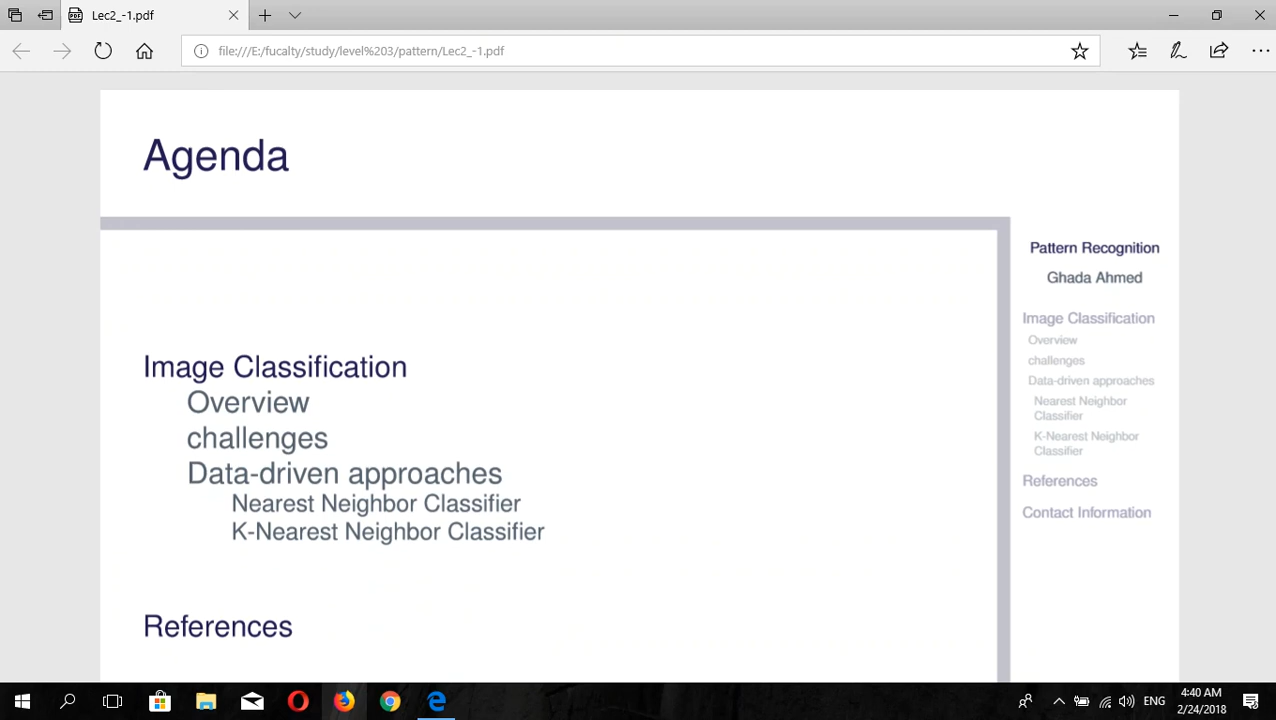 Lec2_-1.pdf
file:///E:/fucalty/study/level%203/pattern/Lec2_-1.pdf
Agenda
Image Classification
Overview
challenges
Data-driven approaches
Nearest Neighbor Classifier
K-Nearest Neighbor Classifier
References
Pattern Recognition
Ghada Ahmed
Image Classification
Overview
challenges
Data-driven approaches
Nearest Neighbor
Classifier
K-Nearest Neighbor
Classifier
References
Contact Information
ENG
4:40 AM
2/24/2018